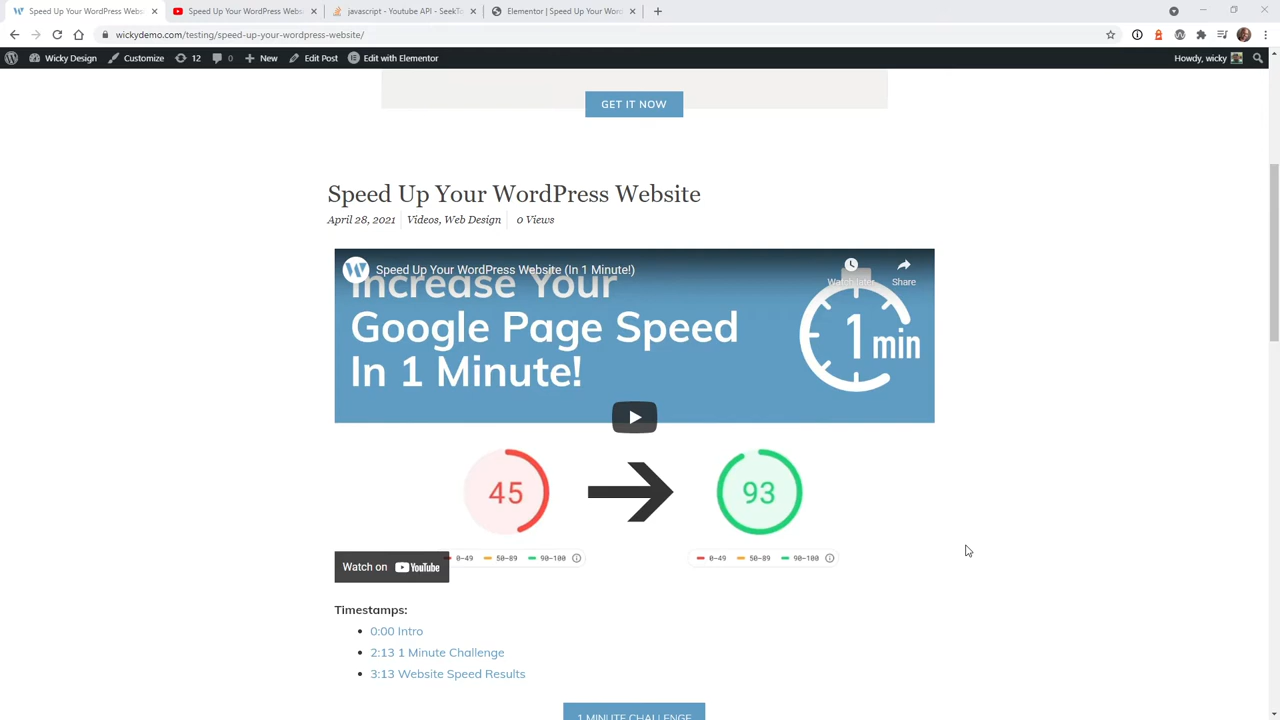 Speed Up Your WordPress Webs
Speed Up Your WordPress Websi
javascript - Youtube API - SeekTo
Elementor | Speed Up Your Word
wickydemo.com/testing/speed-up-your-wordpress-website/
Wicky Design
Customize
12
0
New
Edit Post
Edit with Elementor
Howdy, wicky
GET IT NOW
Speed Up Your WordPress Website
April 28, 2021
Videos, Web Design
0 Views
Speed Up Your WordPress Website (In 1 Minute!)
Watch later
Share
Increase Your
Google Page Speed
In 1 Minute!
1 min
45
93
0-49
50-89
90-100
0-49
50-89
90-100
Watch on YouTube
Timestamps:
0:00 Intro
2:13 1 Minute Challenge
3:13 Website Speed Results
1 MINUTE CHALLENGE